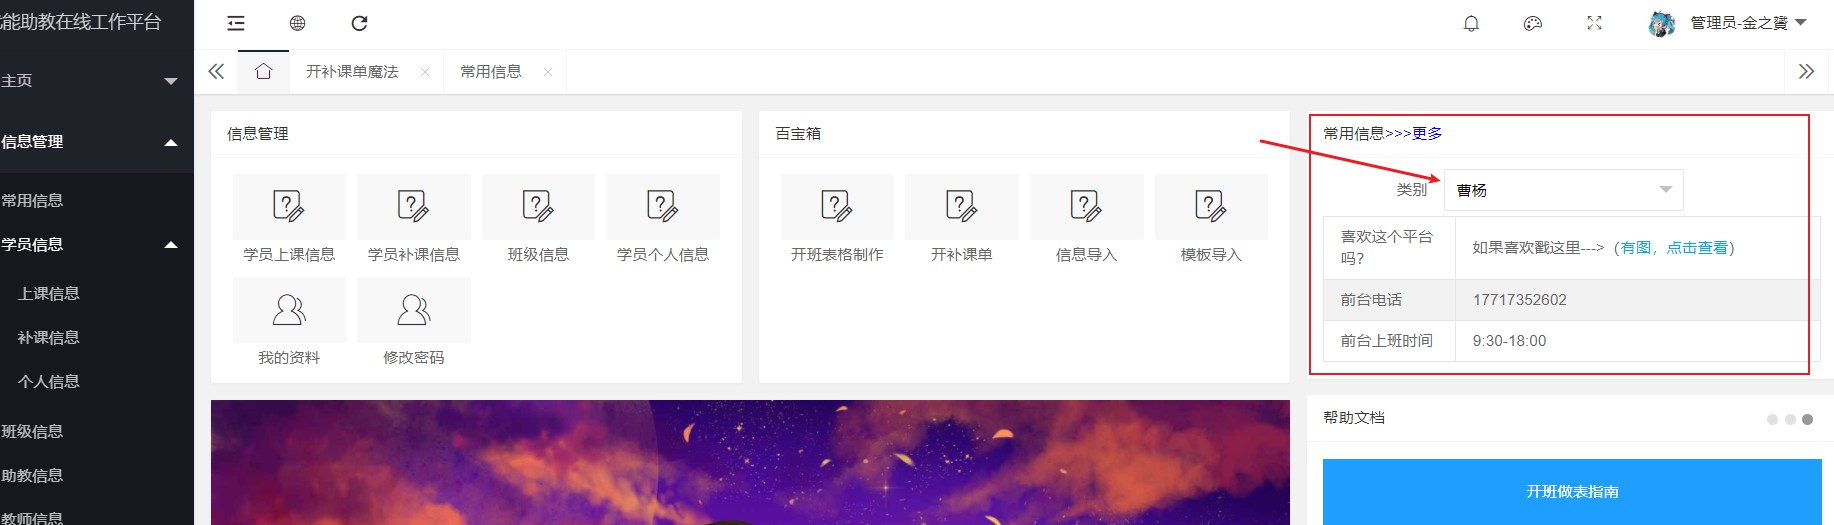 能助教在线工作平台
管理员-金之篔
主页
开补课单魔法
常用信息
信息管理
常用信息
学员信息
上课信息
补课信息
个人信息
班级信息
助教信息
教师信息
信息管理
学员上课信息
学员补课信息
班级信息
学员个人信息
我的资料
修改密码
百宝箱
开班表格制作
开补课单
信息导入
模板导入
常用信息>>>更多
类别
曹杨
喜欢这个平台吗?
如果喜欢戳这里--->（有图，点击查看）
前台电话
17717352602
前台上班时间
9:30-18:00
帮助文档
开班做表指南